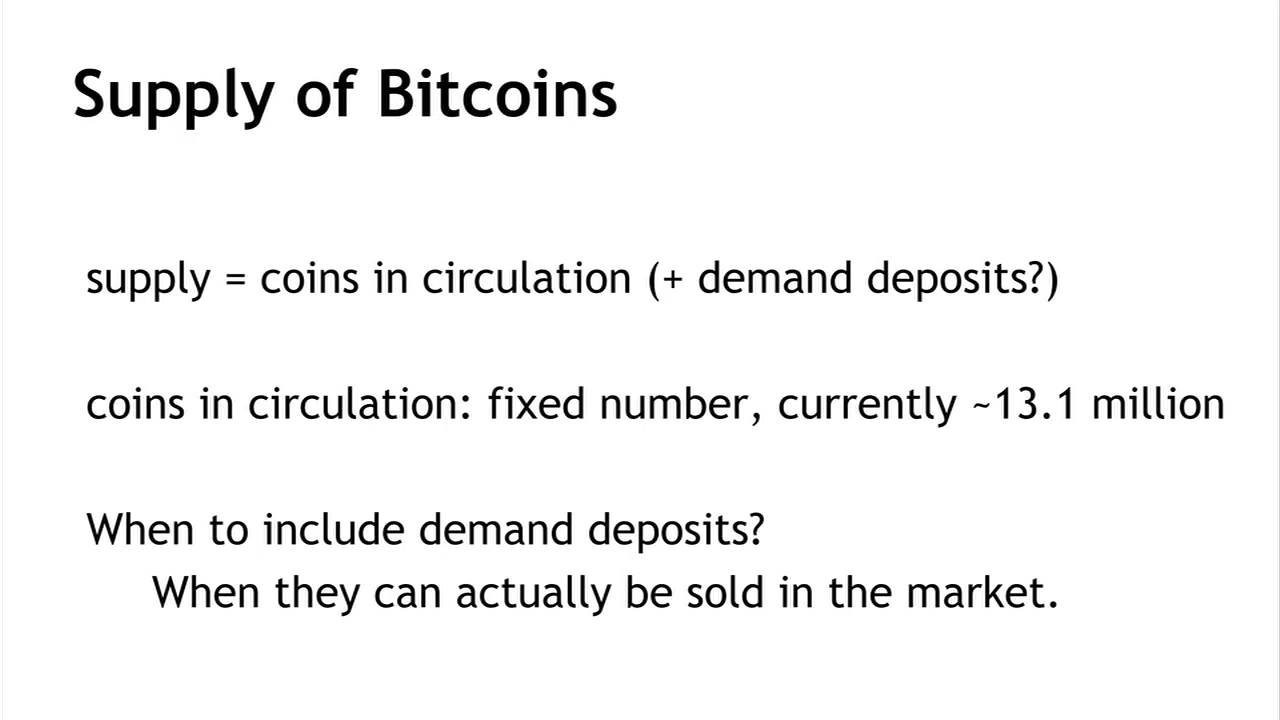 Supply of Bitcoins
supply = coins in circulation (+ demand deposits?)
coins in circulation: fixed number, currently ~13.1 million
When to include demand deposits?
When they can actually be sold in the market.